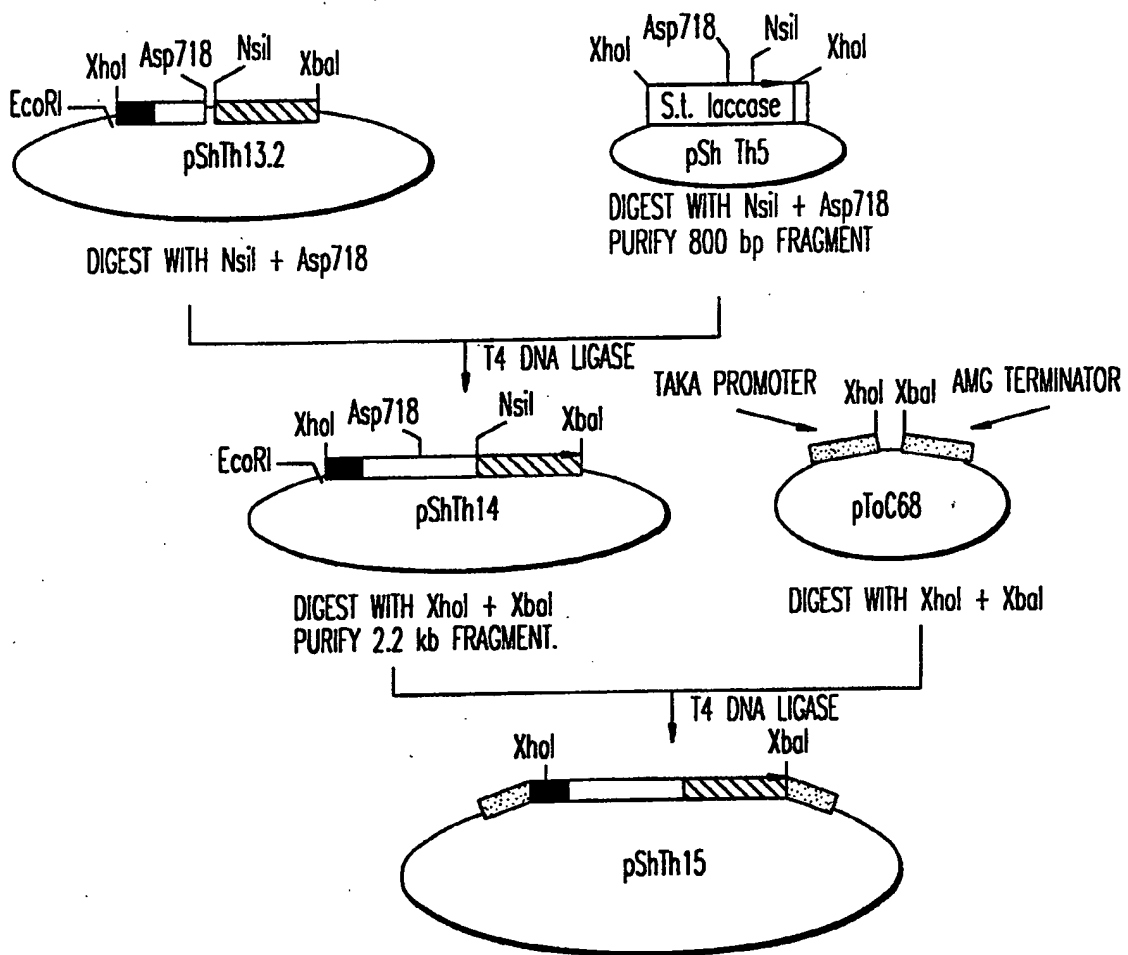 Asp718
NsiI
XhoI
XbaI
EcoRI
pShTh13.2
DIGEST WITH NsiI + Asp718
Asp718
NsiI
XhoI
XhoI
S.t. laccase
pSh Th5
DIGEST WITH NsiI + Asp718
PURIFY 800 bp FRAGMENT
T4 DNA LIGASE
XhoI
Asp718
NsiI
XbaI
EcoRI
pShTh14
DIGEST WITH XhoI + XbaI
PURIFY 2.2 kb FRAGMENT.
TAKA PROMOTER
XhoI XbaI
AMG TERMINATOR
pToC68
DIGEST WITH XhoI + XbaI
T4 DNA LIGASE
XhoI
XbaI
pShTh15